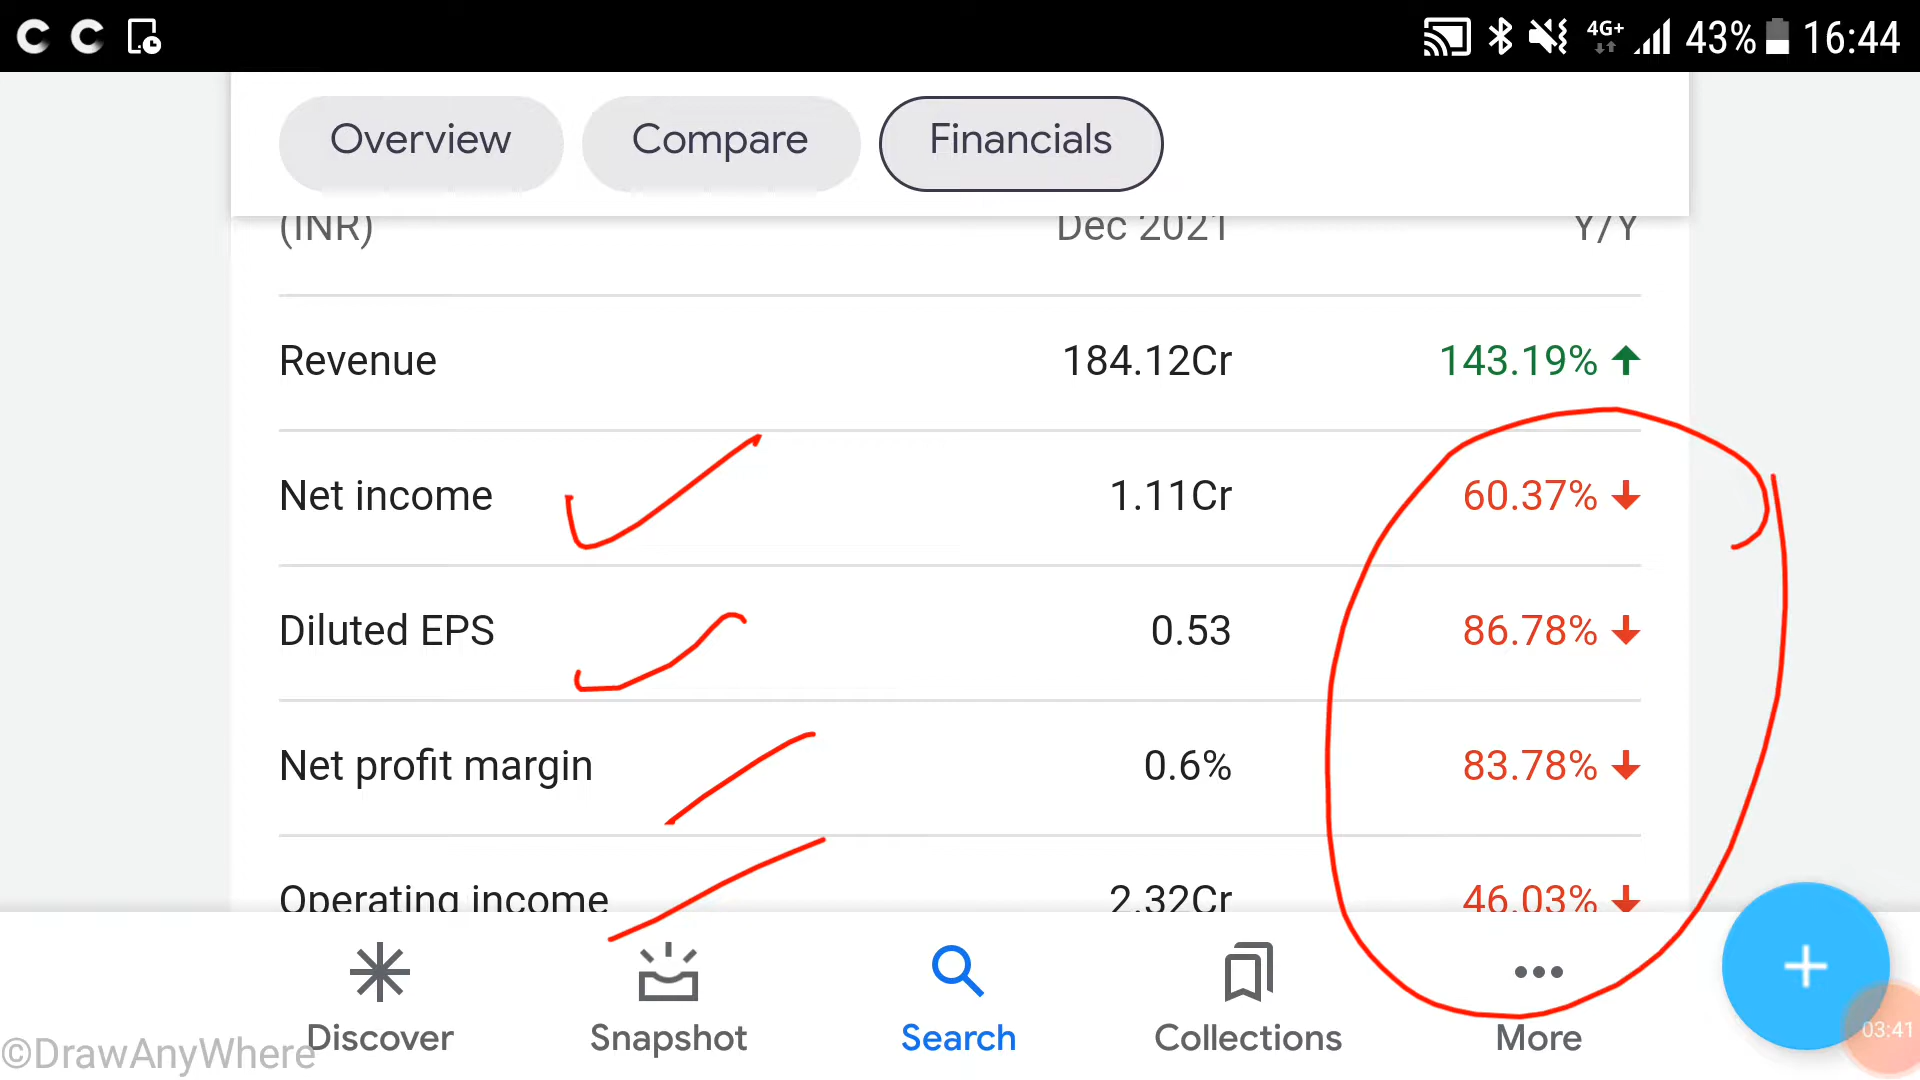 4G+ 43% 16:44
Overview Compare Financials
(INR) Dec 2021 Y/Y
Revenue 184.12Cr 143.19%
Net income 1.11Cr 60.37%
Diluted EPS 0.53 86.78%
Net profit margin 0.6% 83.78%
Operating income 2.32Cr 46.03%
Discover Snapshot Search Collections More
03:41
©DrawAnyWhere